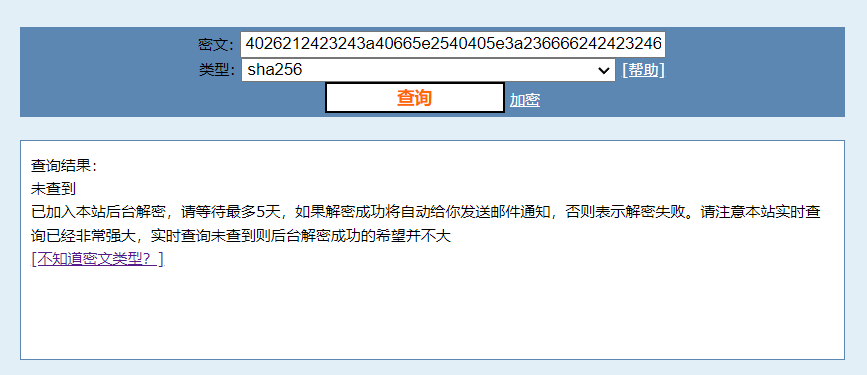 密文: 4026212423243a40665e2540405e3a236666242423246
类型: sha256 [帮助]
查询 加密
查询结果:
未查到
已加入本站后台解密，请等待最多5天，如果解密成功将自动给你发送邮件通知，否则表示解密失败。请注意本站实时查
询已经非常强大，实时查询未查到则后台解密成功的希望并不大
[不知道密文类型？]